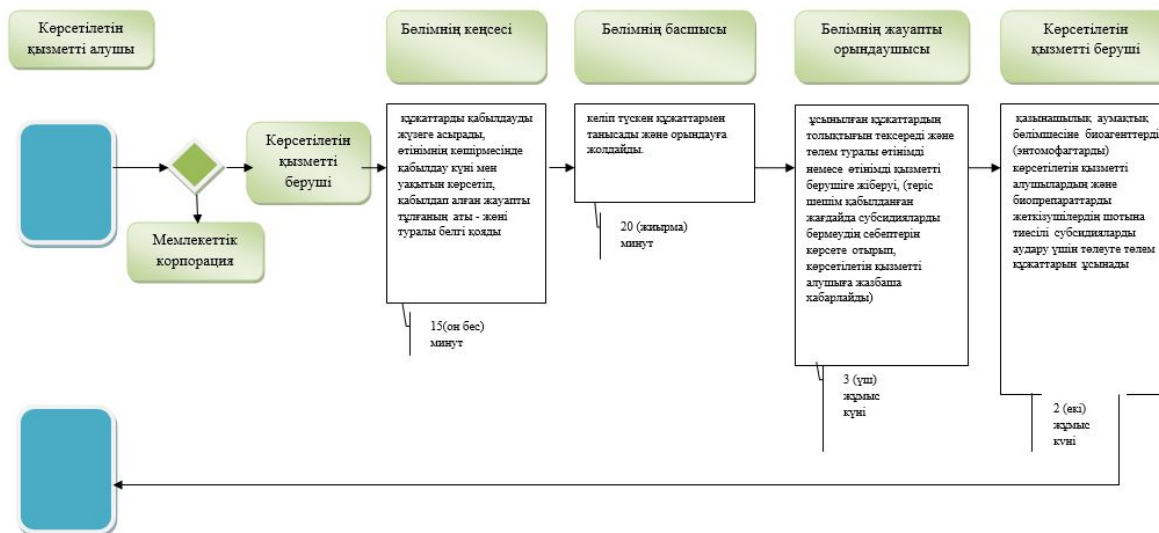 Көрсетілетін
қызметті алушы
Бөлімнің кеңсесі
Бөлімнің басшысы
Бөлімнің жауапты
орындаушысы
Көрсетілетін
қызметті беруші
Көрсетілетін
қызметті
беруші
Мемлекеттік
корпорация
құжаттарды қабылдауды
жүзеге асырады,
өтінімнің көшірмесінде
қабылдау күні мен
уақытын көрсетіп,
қабылдап алған жауапты
тұлғаның аты - жөні
туралы белгі қояды
15(он бес)
минут
келіп түскен құжаттармен
танысады және орындауға
жолдайды.
20 (жиырма)
минут
ұсынылған құжаттардың
толықтығын тексереді және
төлем туралы өтінімді
немесе өтінімді қызметті
берушіге жіберуі, (теріс
шешім қабылданған
жағдайда субсидияларды
бермеудің себептерін
көрсете отырып,
көрсетілетін қызметті
алушыға жазбаша
хабарлайды)
3 (үш)
жұмыс
күні
қазынашылық аумақтық
бөлімшесіне биоагенттерді
(энтомофагтарды)
көрсетілетін қызметті
алушылардың және
биопрепараттарды
жеткізушілердің шотына
тиесілі субсидияларды
аудару үшін төлеуге төлем
құжаттарын ұсынады
2 (екі)
жұмыс
күні